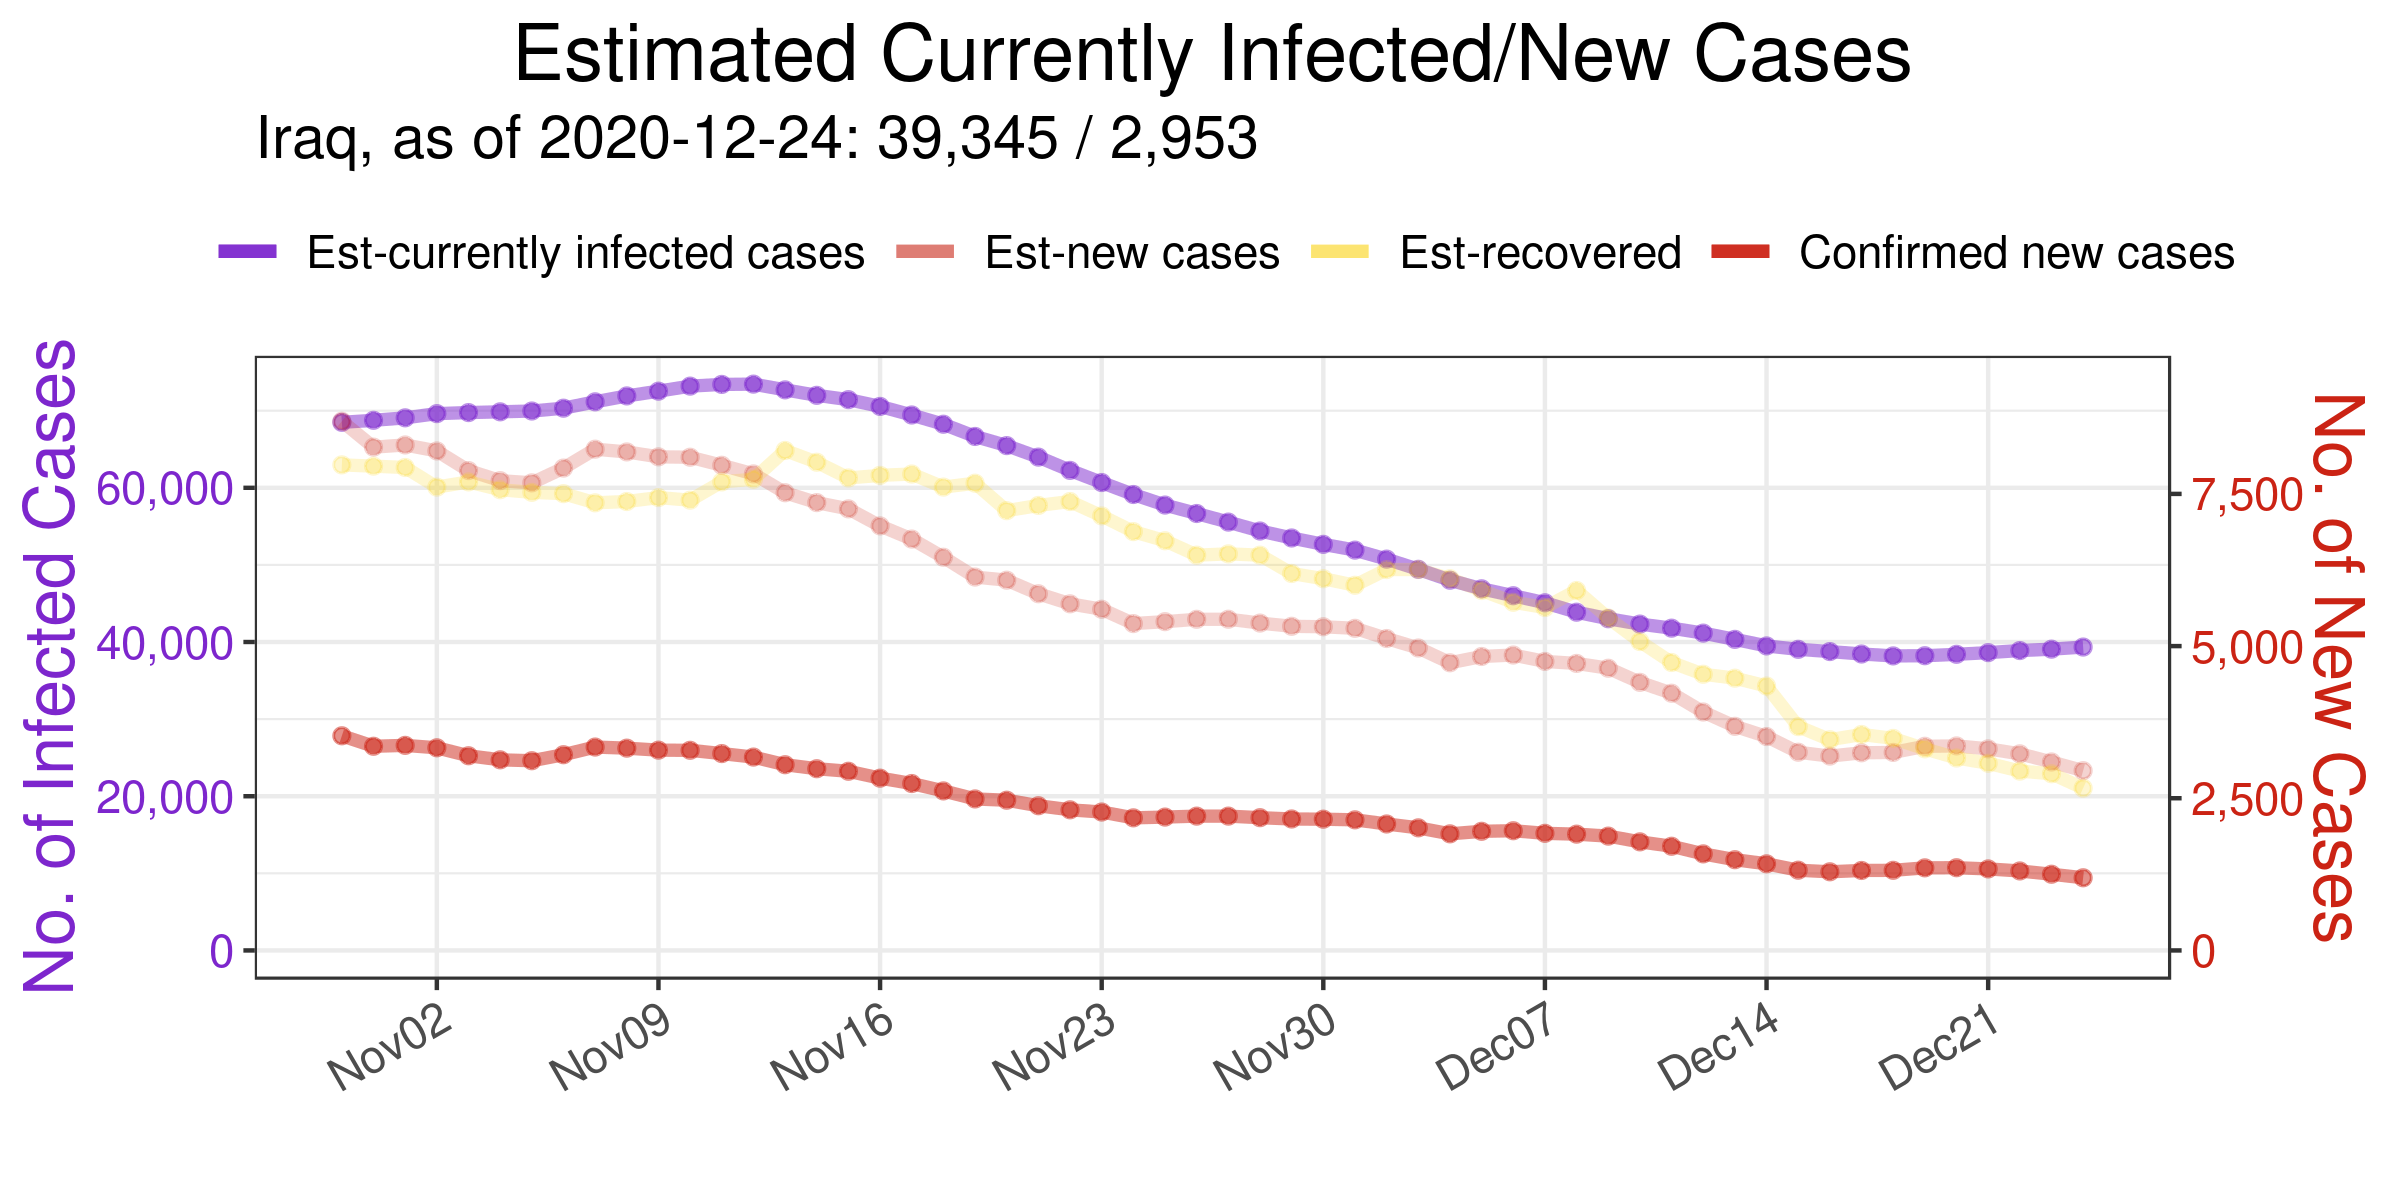 Estimated Currently Infected/New Cases
Iraq, as of 2020-12-24: 39,345 / 2,953
Est-currently infected cases Est-new cases Est-recovered Confirmed new cases
No. of Infected Cases
60,000
40,000
20,000
0
7,500
5,000
2,500
0
No. of New Cases
Nov02 Nov09 Nov16 Nov23 Nov30 Dec07 Dec14 Dec21